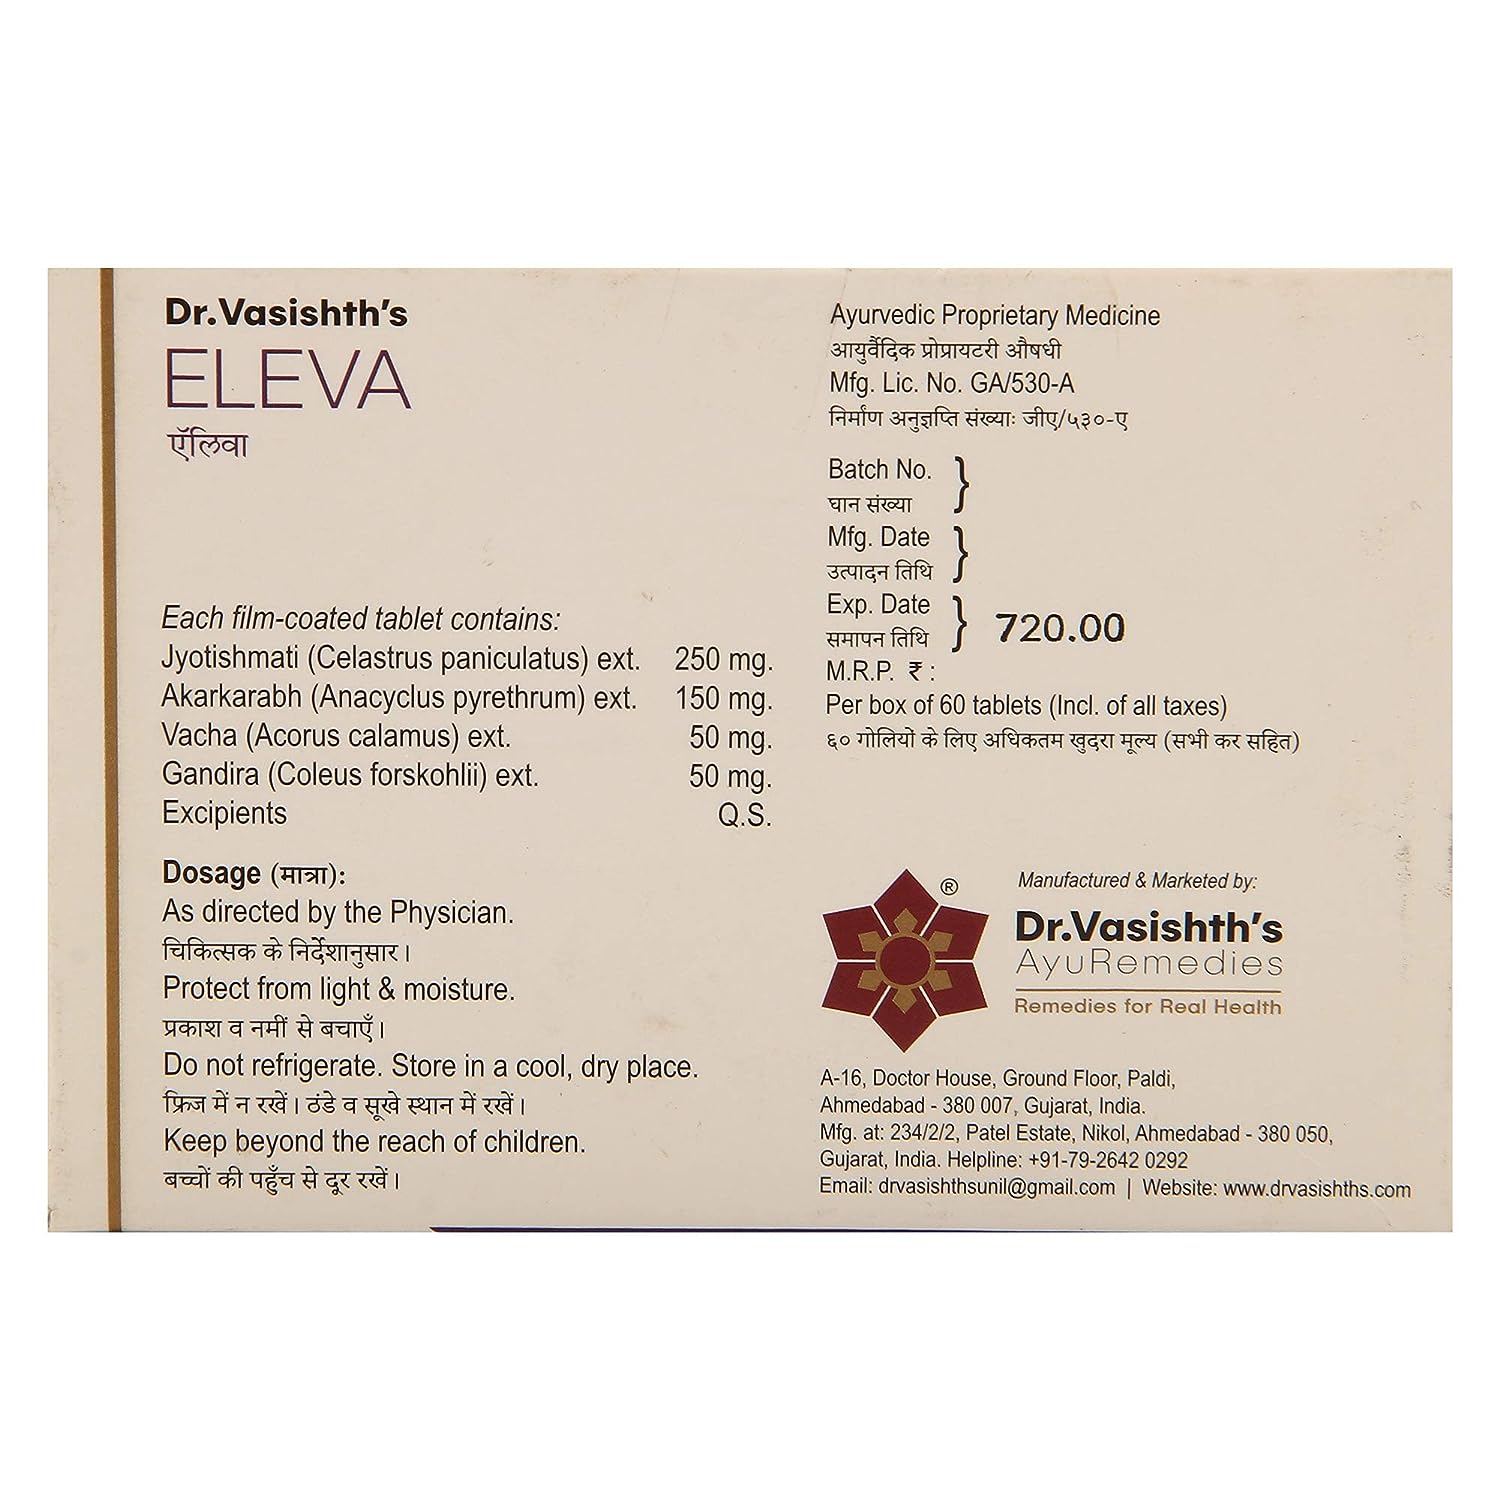 Dr.Vasishth's
ELEVA
ऍलिवा
Each film-coated tablet contains:
Jyotishmati (Celastrus paniculatus) ext. 250 mg.
Akarkarabh (Anacyclus pyrethrum) ext. 150 mg.
Vacha (Acorus calamus) ext. 50 mg.
Gandira (Coleus forskohlii) ext. 50 mg.
Excipients Q.S.
Dosage (मात्रा):
As directed by the Physician.
चिकित्सक के निर्देशानुसार।
Protect from light & moisture.
प्रकाश व नमीं से बचाएँ।
Do not refrigerate. Store in a cool, dry place.
फ्रिज में न रखें। ठंडे व सूखे स्थान में रखें।
Keep beyond the reach of children.
बच्चों की पहुँच से दूर रखें।
Ayurvedic Proprietary Medicine
आयुर्वैदिक प्रोप्रायटरी औषधी
Mfg. Lic. No. GA/530-A
निर्मांण अनुज्ञप्ति संख्याः जीए/५३०-ए
Batch No. }
घान संख्या
Mfg. Date }
उत्पादन तिथि
Exp. Date } 720.00
समापन तिथि
M.R.P. ₹ :
Per box of 60 tablets (Incl. of all taxes)
६० गोलियों के लिए अधिकतम खुदरा मूल्य (सभी कर सहित)
®
Manufactured & Marketed by:
Dr.Vasishth's
AyuRemedies
Remedies for Real Health
A-16, Doctor House, Ground Floor, Paldi,
Ahmedabad - 380 007, Gujarat, India.
Mfg. at: 234/2/2, Patel Estate, Nikol, Ahmedabad - 380 050,
Gujarat, India. Helpline: +91-79-2642 0292
Email: drvasishthsunil@gmail.com | Website: www.drvasishths.com